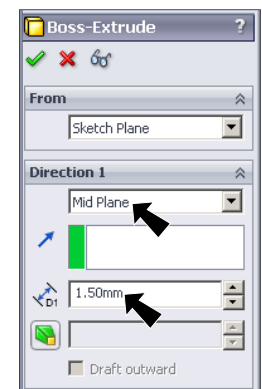 Boss-Extrude ?
From
Sketch Plane
Direction 1
Mid Plane
D1 1.50mm
Draft outward